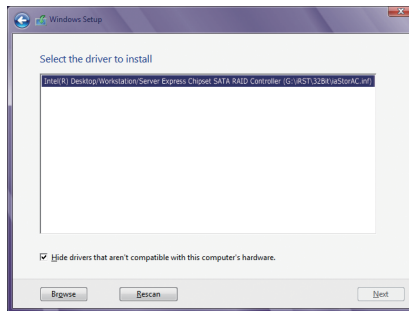 Windows Setup
Select the driver to install
Intel(R) Desktop/Workstation/Server Express Chipset SATA RAID Controller (G:\iRST\32Bit\iaStorAC.inf)
Hide drivers that aren't compatible with this computer's hardware.
Browse
Rescan
Next